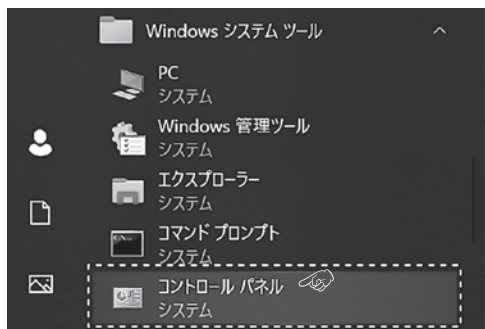 Windows システム ツール
PC
システム
Windows 管理ツール
システム
エクスプローラー
システム
コマンド プロンプト
システム
コントロール パネル
システム